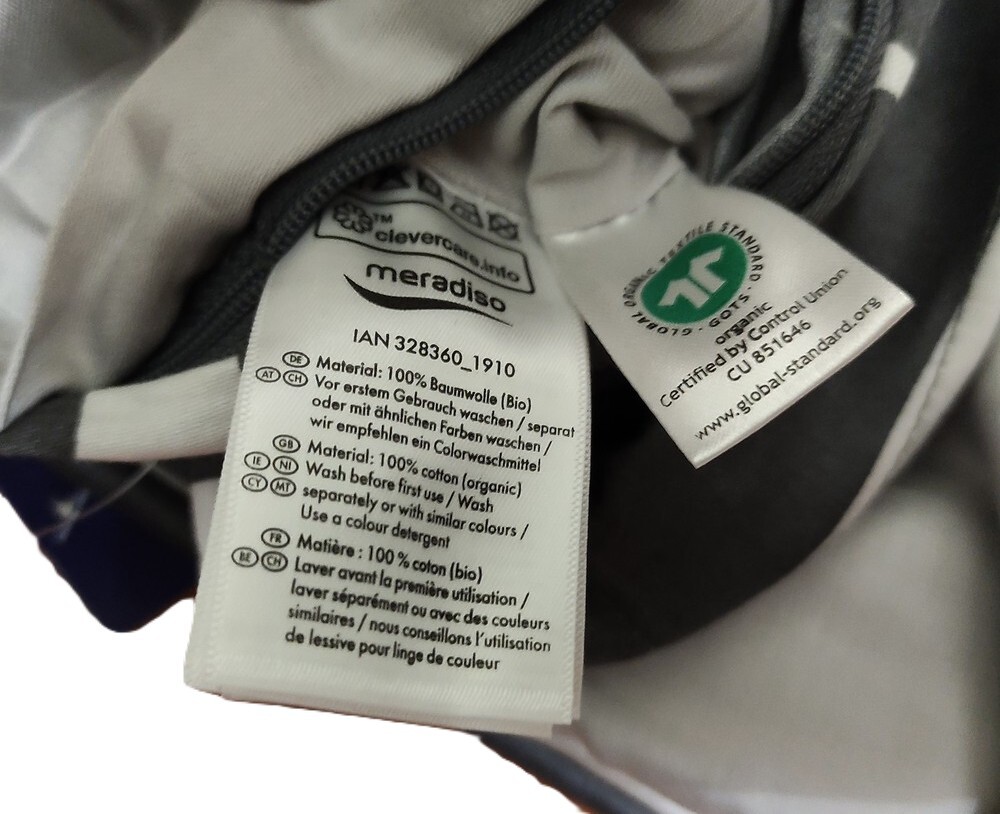 TM
clevercare.info
meradiso
IAN 328360_1910
DE Material: 100% Baumwolle (Bio)
AT CH Vor erstem Gebrauch waschen / separat
oder mit ähnlichen Farben waschen /
wir empfehlen ein Colorwaschmittel
GB Material: 100% cotton (organic)
IE NI Wash before first use / Wash
CY MT separately or with similar colours /
Use a colour detergent
FR Matière : 100 % coton (bio)
BE CH Laver avant la première utilisation /
laver séparément ou avec des couleurs
similaires / nous conseillons l'utilisation
de lessive pour linge de couleur
GLOBAL ORGANIC TEXTILE STANDARD · GOTS ·
organic
Certified by Control Union
CU 851646
www.global-standard.org